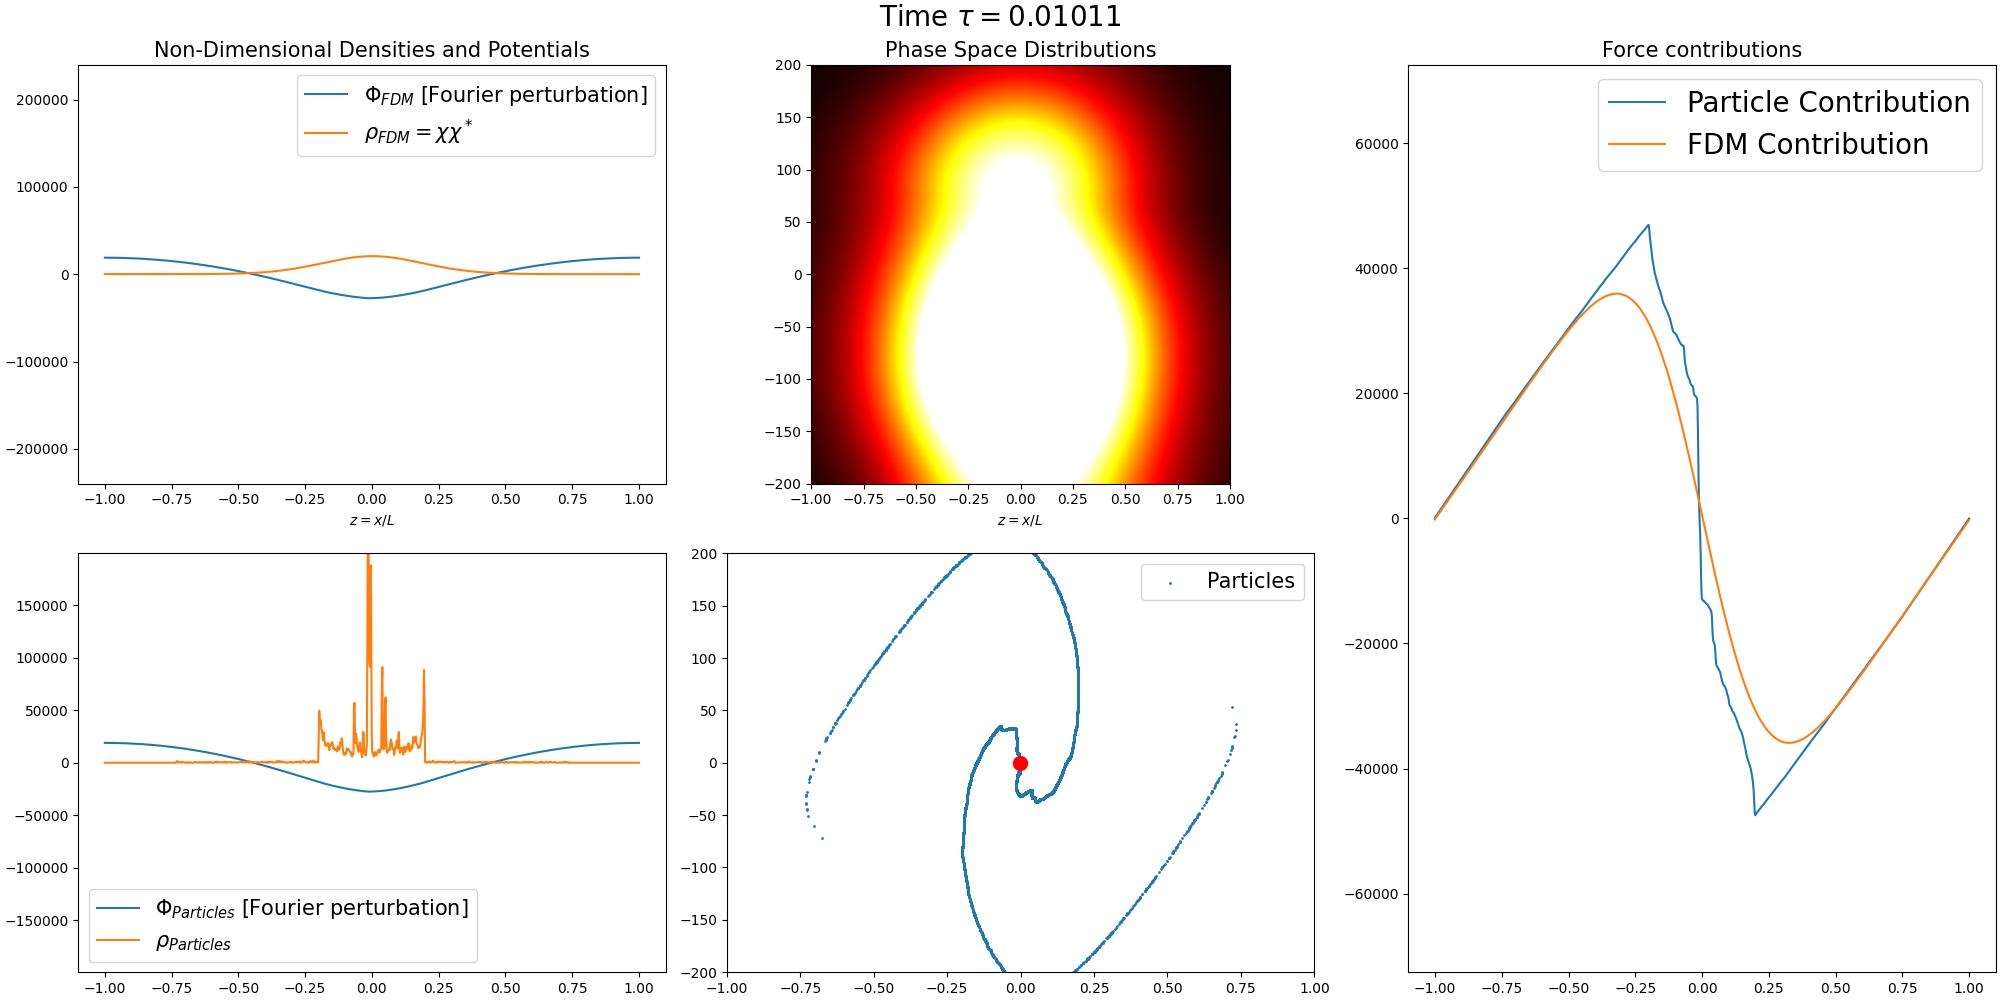 Time τ = 0.01011
Non-Dimensional Densities and Potentials
Φ_FDM [Fourier perturbation]
ρ_FDM = χχ*
200000
100000
0
−100000
−200000
−1.00 −0.75 −0.50 −0.25 0.00 0.25 0.50 0.75 1.00
z = x/L
Phase Space Distributions
200
150
100
50
0
−50
−100
−150
−200
−1.00 −0.75 −0.50 −0.25 0.00 0.25 0.50 0.75 1.00
z = x/L
Force contributions
Particle Contribution
FDM Contribution
60000
40000
20000
0
−20000
−40000
−60000
−1.00 −0.75 −0.50 −0.25 0.00 0.25 0.50 0.75 1.00
150000
100000
50000
0
−50000
−100000
−150000
Φ_Particles [Fourier perturbation]
ρ_Particles
−1.00 −0.75 −0.50 −0.25 0.00 0.25 0.50 0.75 1.00
Particles
200
150
100
50
0
−50
−100
−150
−200
−1.00 −0.75 −0.50 −0.25 0.00 0.25 0.50 0.75 1.00